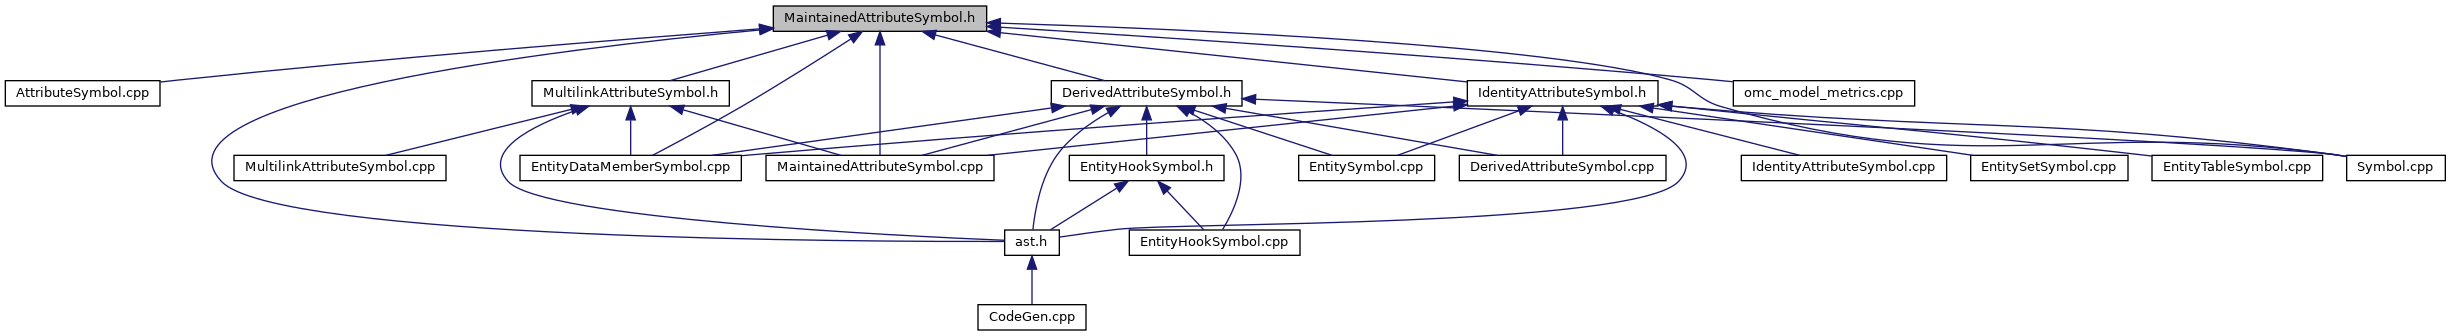 MaintainedAttributeSymbol.h
AttributeSymbol.cpp
MultilinkAttributeSymbol.h
DerivedAttributeSymbol.h
IdentityAttributeSymbol.h
omc_model_metrics.cpp
MultilinkAttributeSymbol.cpp
EntityDataMemberSymbol.cpp
MaintainedAttributeSymbol.cpp
EntityHookSymbol.h
EntitySymbol.cpp
DerivedAttributeSymbol.cpp
IdentityAttributeSymbol.cpp
EntitySetSymbol.cpp
EntityTableSymbol.cpp
Symbol.cpp
ast.h
EntityHookSymbol.cpp
CodeGen.cpp